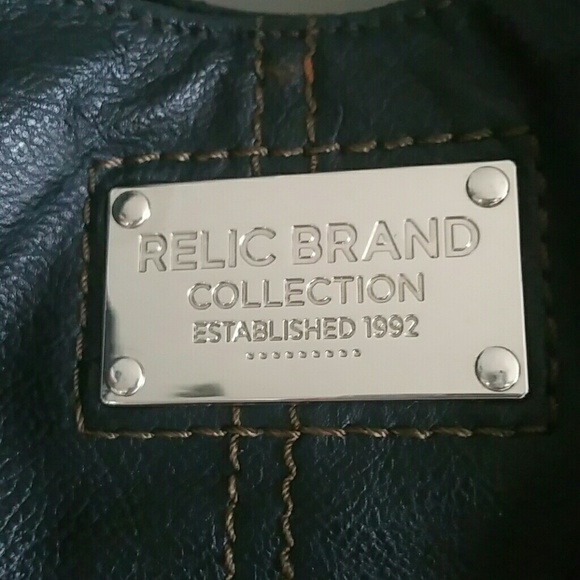 RELIC BRAND
COLLECTION
ESTABLISHED 1992